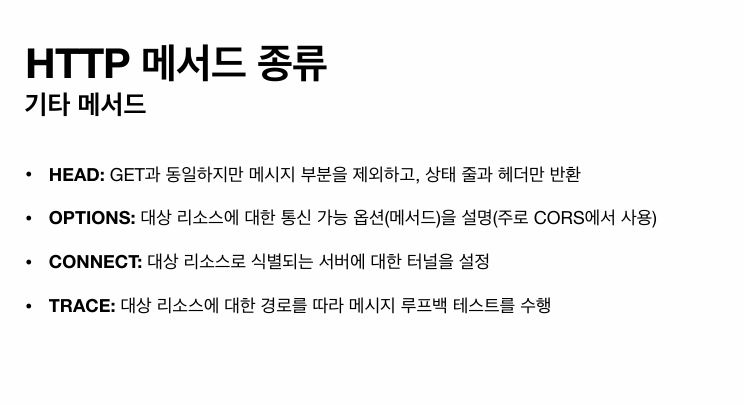 HTTP 메서드 종류
기타 메서드
• HEAD: GET과 동일하지만 메시지 부분을 제외하고, 상태 줄과 헤더만 반환
• OPTIONS: 대상 리소스에 대한 통신 가능 옵션(메서드)을 설명(주로 CORS에서 사용)
• CONNECT: 대상 리소스로 식별되는 서버에 대한 터널을 설정
• TRACE: 대상 리소스에 대한 경로를 따라 메시지 루프백 테스트를 수행